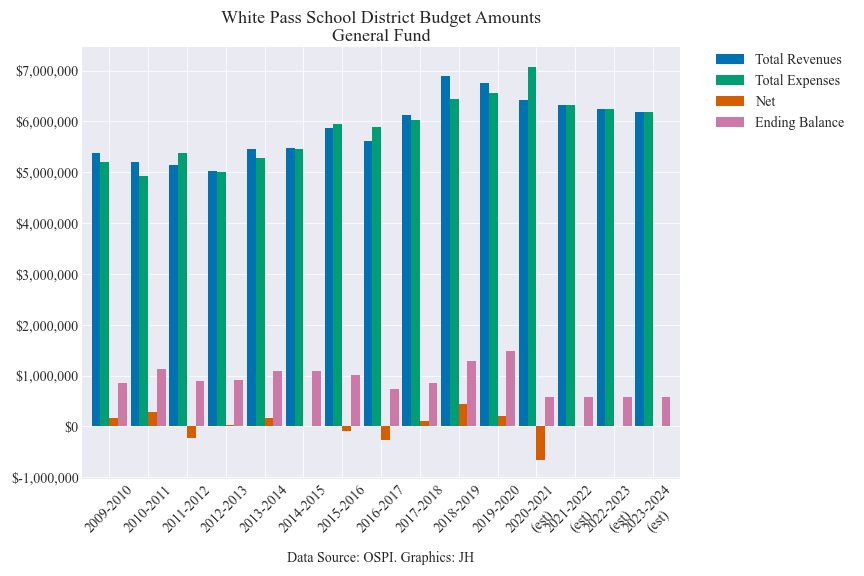 White Pass School District Budget Amounts
General Fund
Total Revenues
Total Expenses
Net
Ending Balance
$7,000,000
$6,000,000
$5,000,000
$4,000,000
$3,000,000
$2,000,000
$1,000,000
$0
$-1,000,000
2009-2010
2010-2011
2011-2012
2012-2013
2013-2014
2014-2015
2015-2016
2016-2017
2017-2018
2018-2019
2019-2020
2020-2021
(est)
2021-2022
(est)
2022-2023
(est)
2023-2024
(est)
Data Source: OSPI. Graphics: JH